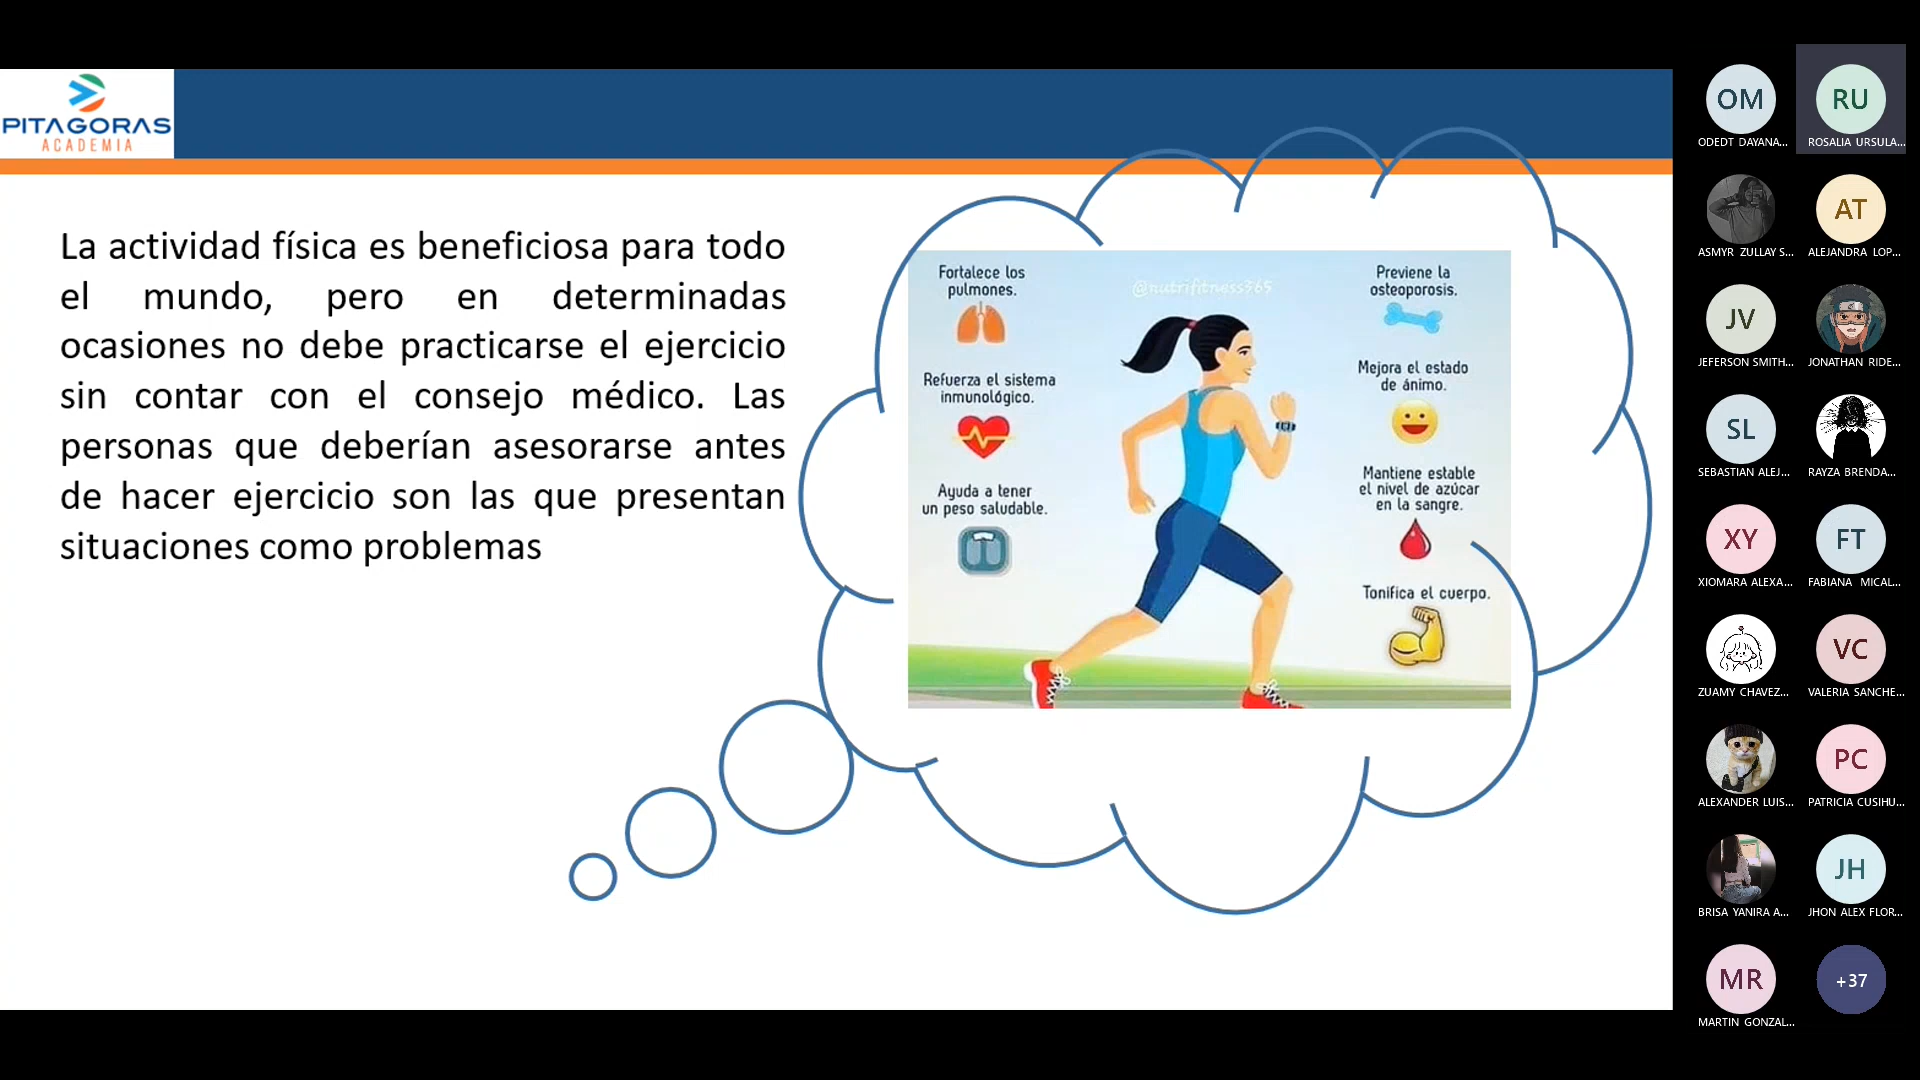 PITAGORAS
ACADEMIA
La actividad física es beneficiosa para todo
el mundo, pero en determinadas
ocasiones no debe practicarse el ejercicio
sin contar con el consejo médico. Las
personas que deberían asesorarse antes
de hacer ejercicio son las que presentan
situaciones como problemas
Fortalece los
pulmones.
Refuerza el sistema
inmunológico.
Ayuda a tener
un peso saludable.
@nutrifitness365
Previene la
osteoporosis.
Mejora el estado
de ánimo.
Mantiene estable
el nivel de azúcar
en la sangre.
Tonifica el cuerpo.
OM
ODEDT DAYANA...
RU
ROSALIA URSULA...
ASMYR ZULLAY S...
AT
ALEJANDRA LOP...
JV
JEFERSON SMITH...
JONATHAN RIDE...
SL
SEBASTIAN ALEJ...
RAYZA BRENDA...
XY
XIOMARA ALEXA...
FT
FABIANA MICAL...
ZUAMY CHAVEZ...
VC
VALERIA SANCHE...
ALEXANDER LUIS...
PC
PATRICIA CUSIHU...
BRISA YANIRA A...
JH
JHON ALEX FLOR...
MR
MARTIN GONZAL...
+37